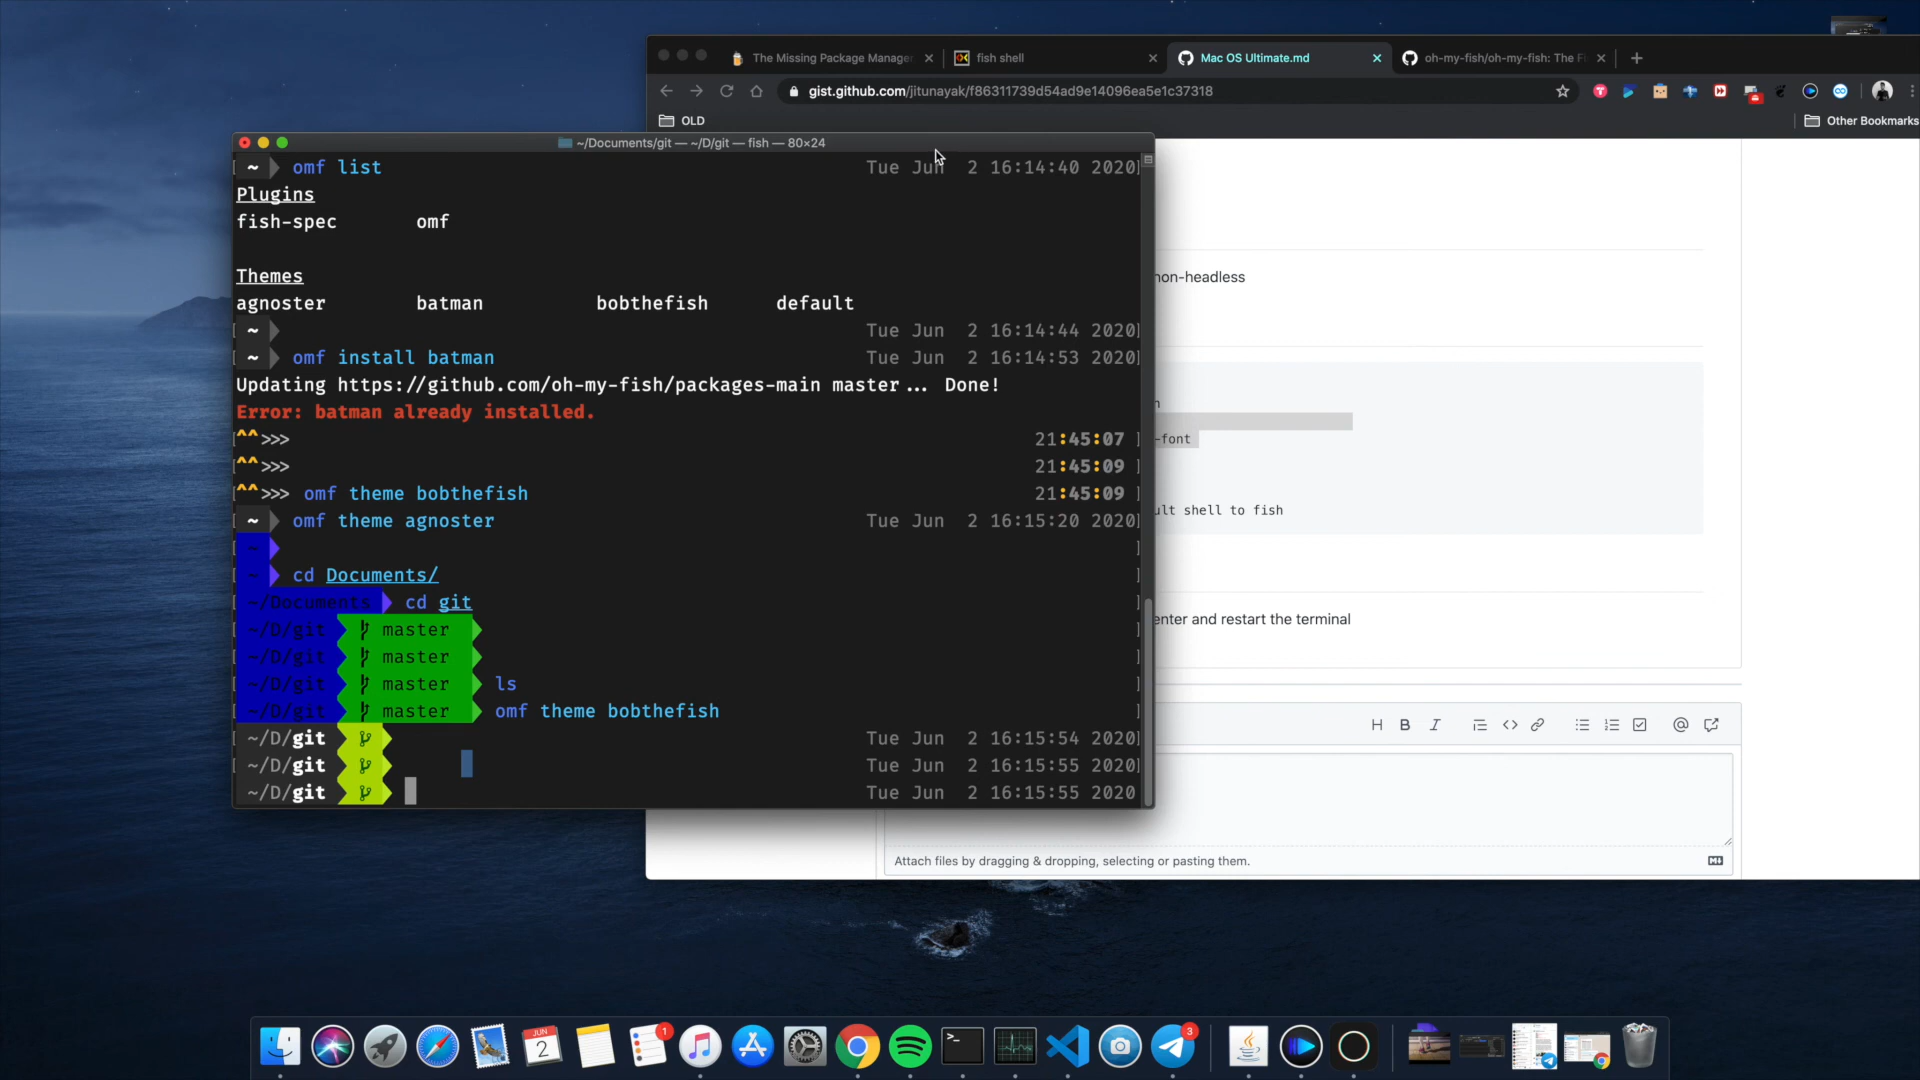 The Missing Package Manager
fish shell
Mac OS Ultimate.md
oh-my-fish/oh-my-fish: The Fi
gist.github.com/jitunayak/f86311739d54ad9e14096ea5e1c37318
OLD
Other Bookmarks
~/Documents/git — ~/D/git — fish — 80×24
~ omf list Tue Jun 2 16:14:40 2020
Plugins
fish-spec omf
Themes
agnoster batman bobthefish default
~ Tue Jun 2 16:14:44 2020
~ omf install batman Tue Jun 2 16:14:53 2020
Updating https://github.com/oh-my-fish/packages-main master... Done!
Error: batman already installed.
^^>>> 21:45:07
^^>>> 21:45:09
^^>>> omf theme bobthefish 21:45:09
~ omf theme agnoster Tue Jun 2 16:15:20 2020
~
~ cd Documents/
~/Documents cd git
~/D/git master
~/D/git master
~/D/git master ls
~/D/git master omf theme bobthefish
~/D/git Tue Jun 2 16:15:54 2020
~/D/git Tue Jun 2 16:15:55 2020
~/D/git Tue Jun 2 16:15:55 2020
non-headless
-font
ult shell to fish
enter and restart the terminal
H B I
Attach files by dragging & dropping, selecting or pasting them.
JUN
2
1
3